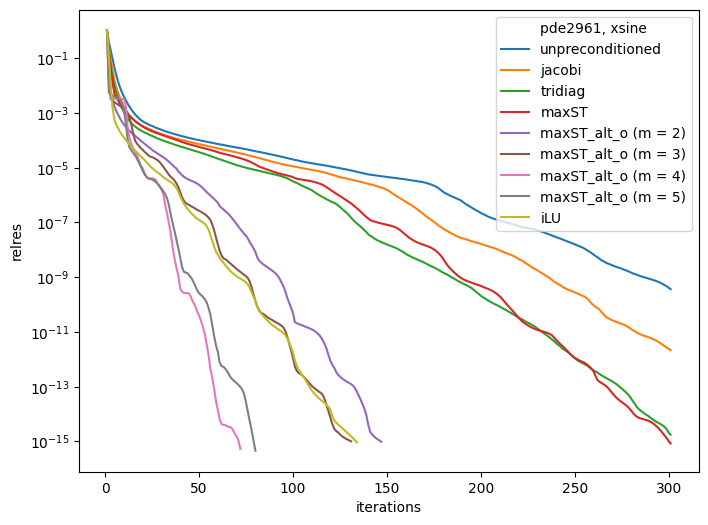 pde2961, xsine
unpreconditioned
jacobi
tridiag
maxST
maxST_alt_o (m = 2)
maxST_alt_o (m = 3)
maxST_alt_o (m = 4)
maxST_alt_o (m = 5)
iLU
relres
10⁻¹
10⁻³
10⁻⁵
10⁻⁷
10⁻⁹
10⁻¹¹
10⁻¹³
10⁻¹⁵
0 50 100 150 200 250 300
iterations